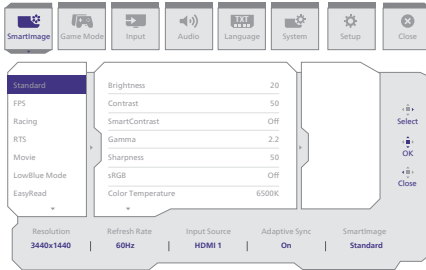 SmartImage Game Mode Input Audio TXT Language System Setup Close
Standard
FPS
Racing
RTS
Movie
LowBlue Mode
EasyRead
Brightness 20
Contrast 50
SmartContrast Off
Gamma 2.2
Sharpness 50
sRGB Off
Color Temperature 6500K
Select
OK
Close
Resolution Refresh Rate Input Source Adaptive Sync SmartImage
3440x1440 | 60Hz | HDMI 1 | On | Standard